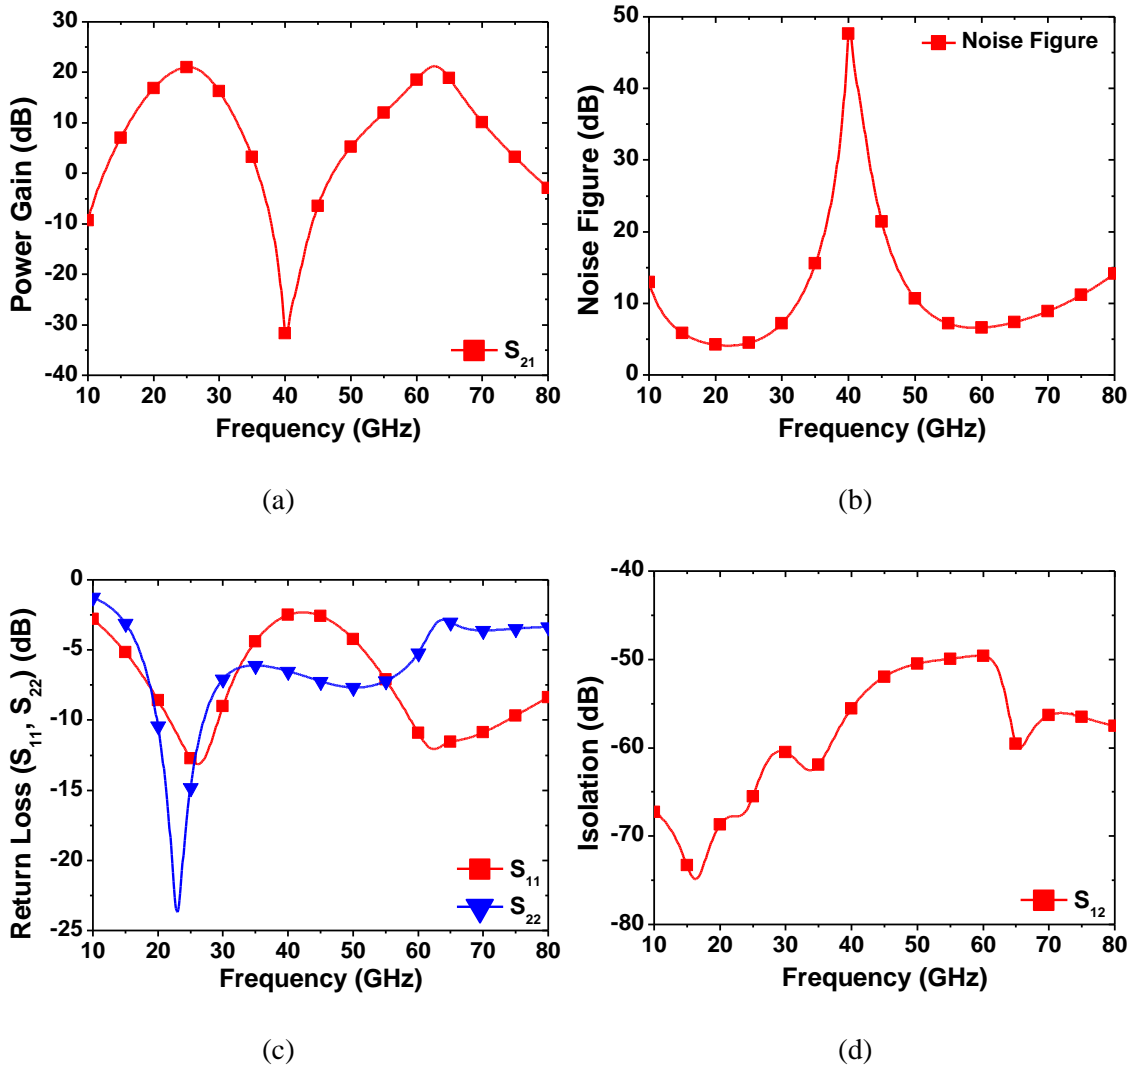 30
20
10
0
-10
-20
-30
-40
10 20 30 40 50 60 70 80
Power Gain (dB)
Frequency (GHz)
S21
(a)
50
40
30
20
10
0
10 20 30 40 50 60 70 80
Noise Figure (dB)
Frequency (GHz)
Noise Figure
(b)
0
-5
-10
-15
-20
-25
10 20 30 40 50 60 70 80
Return Loss (S11, S22) (dB)
Frequency (GHz)
S11
S22
(c)
-40
-50
-60
-70
-80
10 20 30 40 50 60 70 80
Isolation (dB)
Frequency (GHz)
S12
(d)